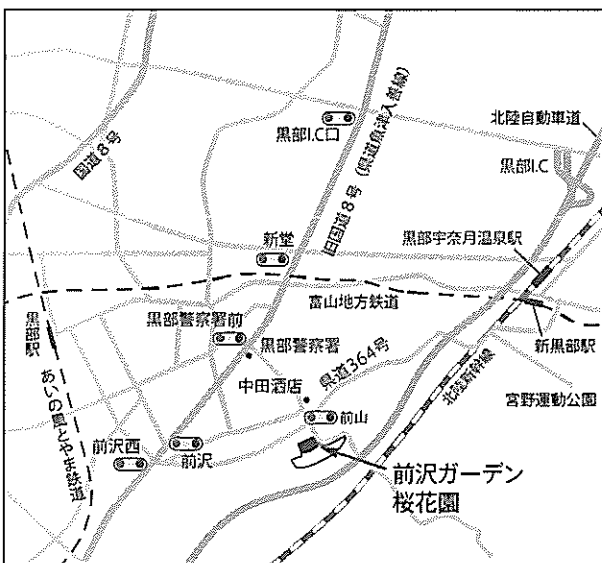 北陸自動車道
黒部I.C口
黒部I.C
国道8号
旧国道8号（県道魚津入善線）
新堂
黒部宇奈月温泉駅
富山地方鉄道
黒部駅
黒部警察署前
黒部警察署
新黒部駅
県道364号
北陸新幹線
中田酒店
宮野運動公園
あいの風とやま鉄道
前山
前沢西
前沢
前沢ガーデン
桜花園